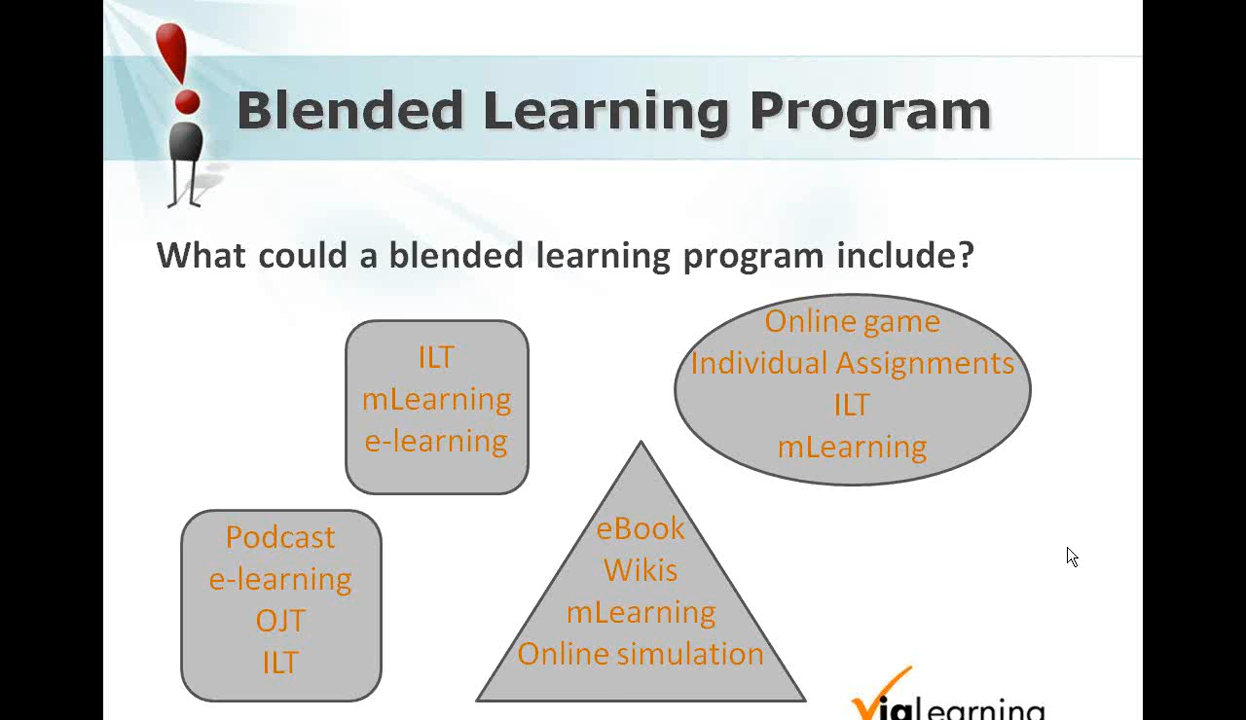 Blended Learning Program
What could a blended learning program include?
ILT
mLearning
e-learning
Online game
Individual Assignments
ILT
mLearning
Podcast
e-learning
OJT
ILT
eBook
Wikis
mLearning
Online simulation
ViaLearning